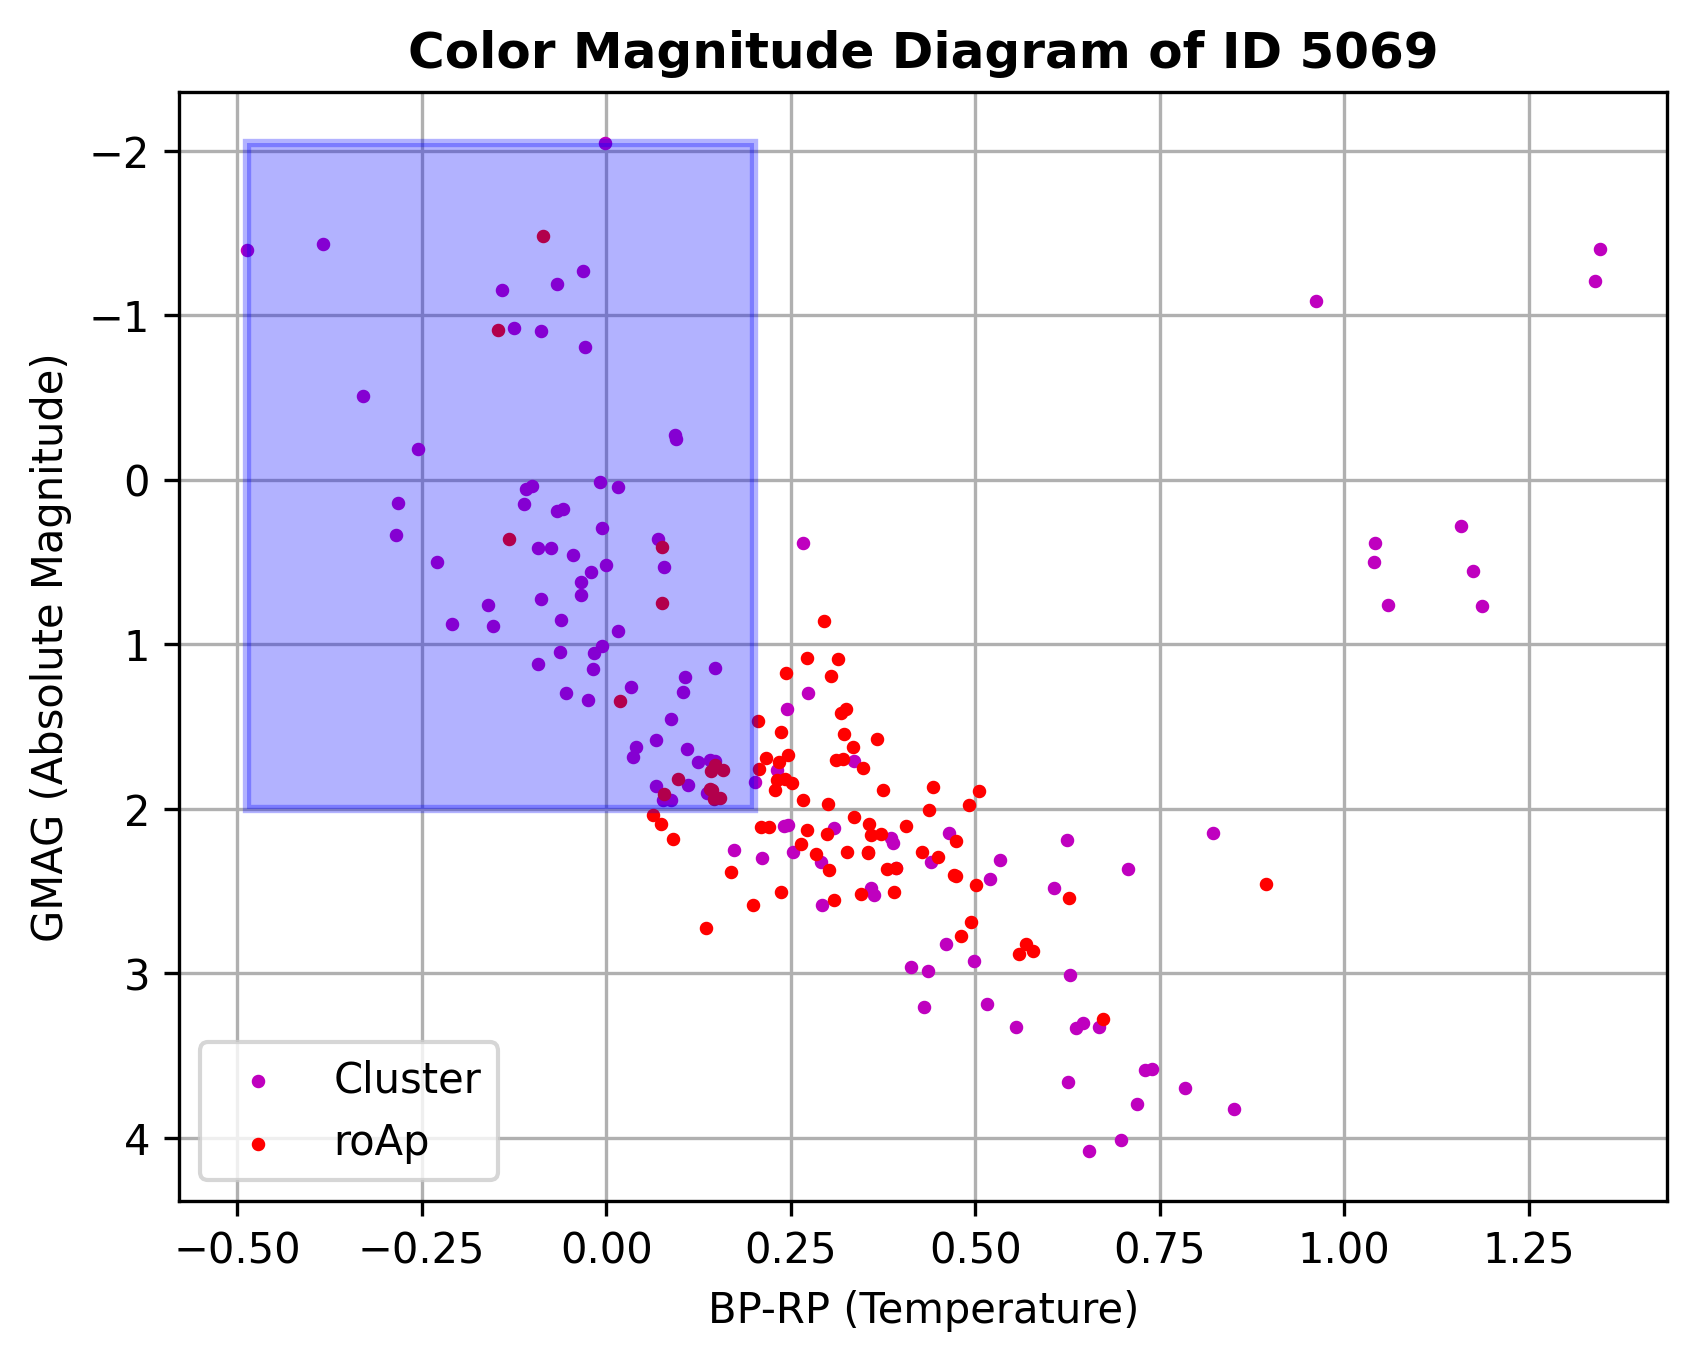 Color Magnitude Diagram of ID 5069
GMAG (Absolute Magnitude)
−2
−1
0
1
2
3
4
Cluster
roAp
−0.50 −0.25 0.00 0.25 0.50 0.75 1.00 1.25
BP-RP (Temperature)